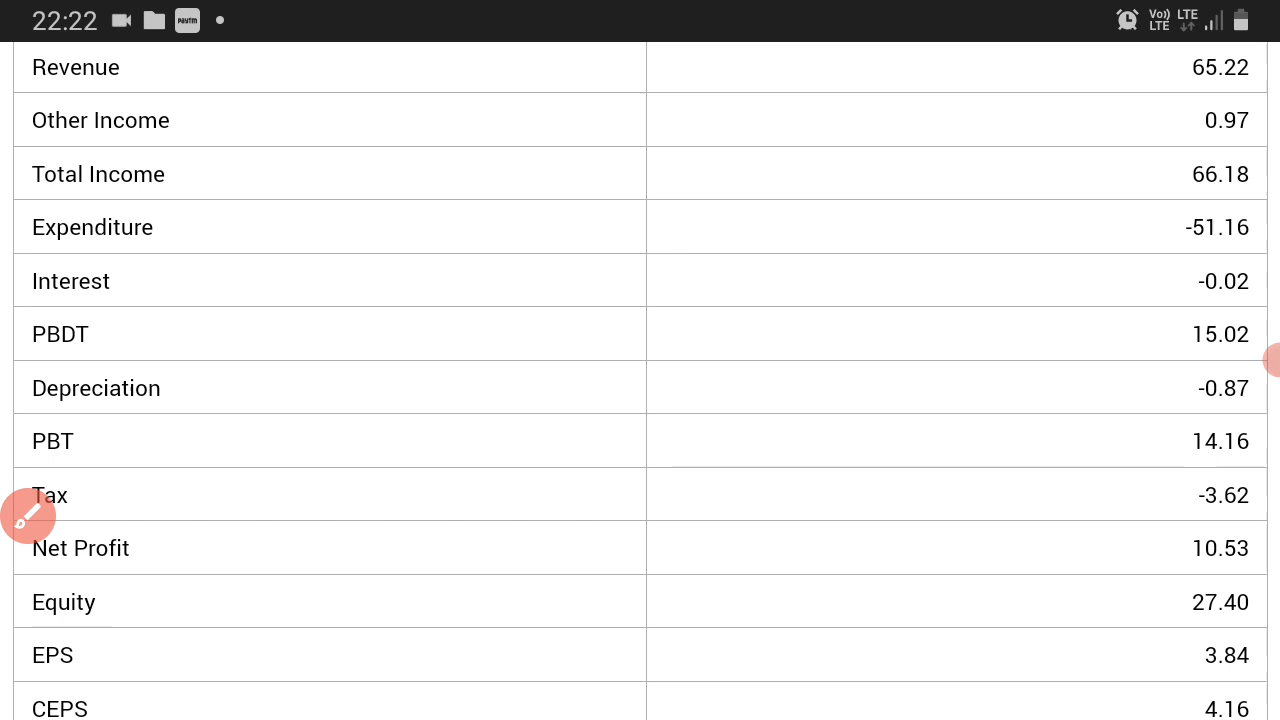 22:22 paytm Vo)) LTE LTE
Revenue 65.22
Other Income 0.97
Total Income 66.18
Expenditure -51.16
Interest -0.02
PBDT 15.02
Depreciation -0.87
PBT 14.16
Tax -3.62
Net Profit 10.53
Equity 27.40
EPS 3.84
CEPS 4.16